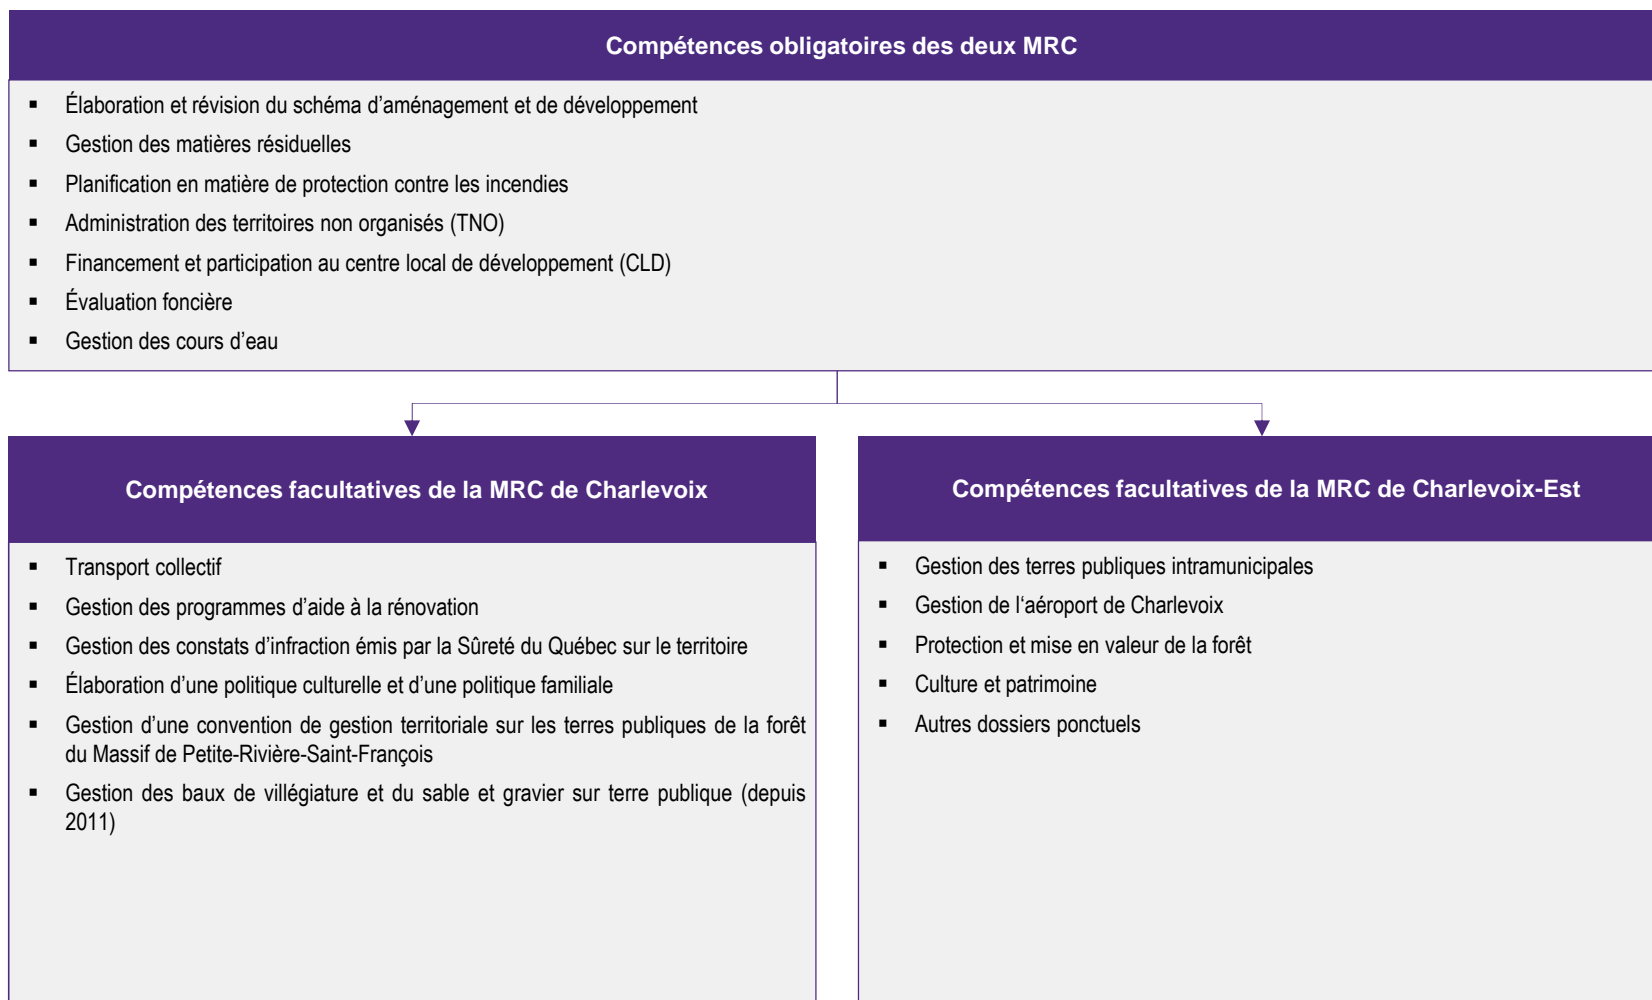 Compétences obligatoires des deux MRC
▪ Élaboration et révision du schéma d’aménagement et de développement
▪ Gestion des matières résiduelles
▪ Planification en matière de protection contre les incendies
▪ Administration des territoires non organisés (TNO)
▪ Financement et participation au centre local de développement (CLD)
▪ Évaluation foncière
▪ Gestion des cours d’eau
Compétences facultatives de la MRC de Charlevoix
▪ Transport collectif
▪ Gestion des programmes d’aide à la rénovation
▪ Gestion des constats d’infraction émis par la Sûreté du Québec sur le territoire
▪ Élaboration d’une politique culturelle et d’une politique familiale
▪ Gestion d’une convention de gestion territoriale sur les terres publiques de la forêt
du Massif de Petite-Rivière-Saint-François
▪ Gestion des baux de villégiature et du sable et gravier sur terre publique (depuis
2011)
Compétences facultatives de la MRC de Charlevoix-Est
▪ Gestion des terres publiques intramunicipales
▪ Gestion de l‘aéroport de Charlevoix
▪ Protection et mise en valeur de la forêt
▪ Culture et patrimoine
▪ Autres dossiers ponctuels